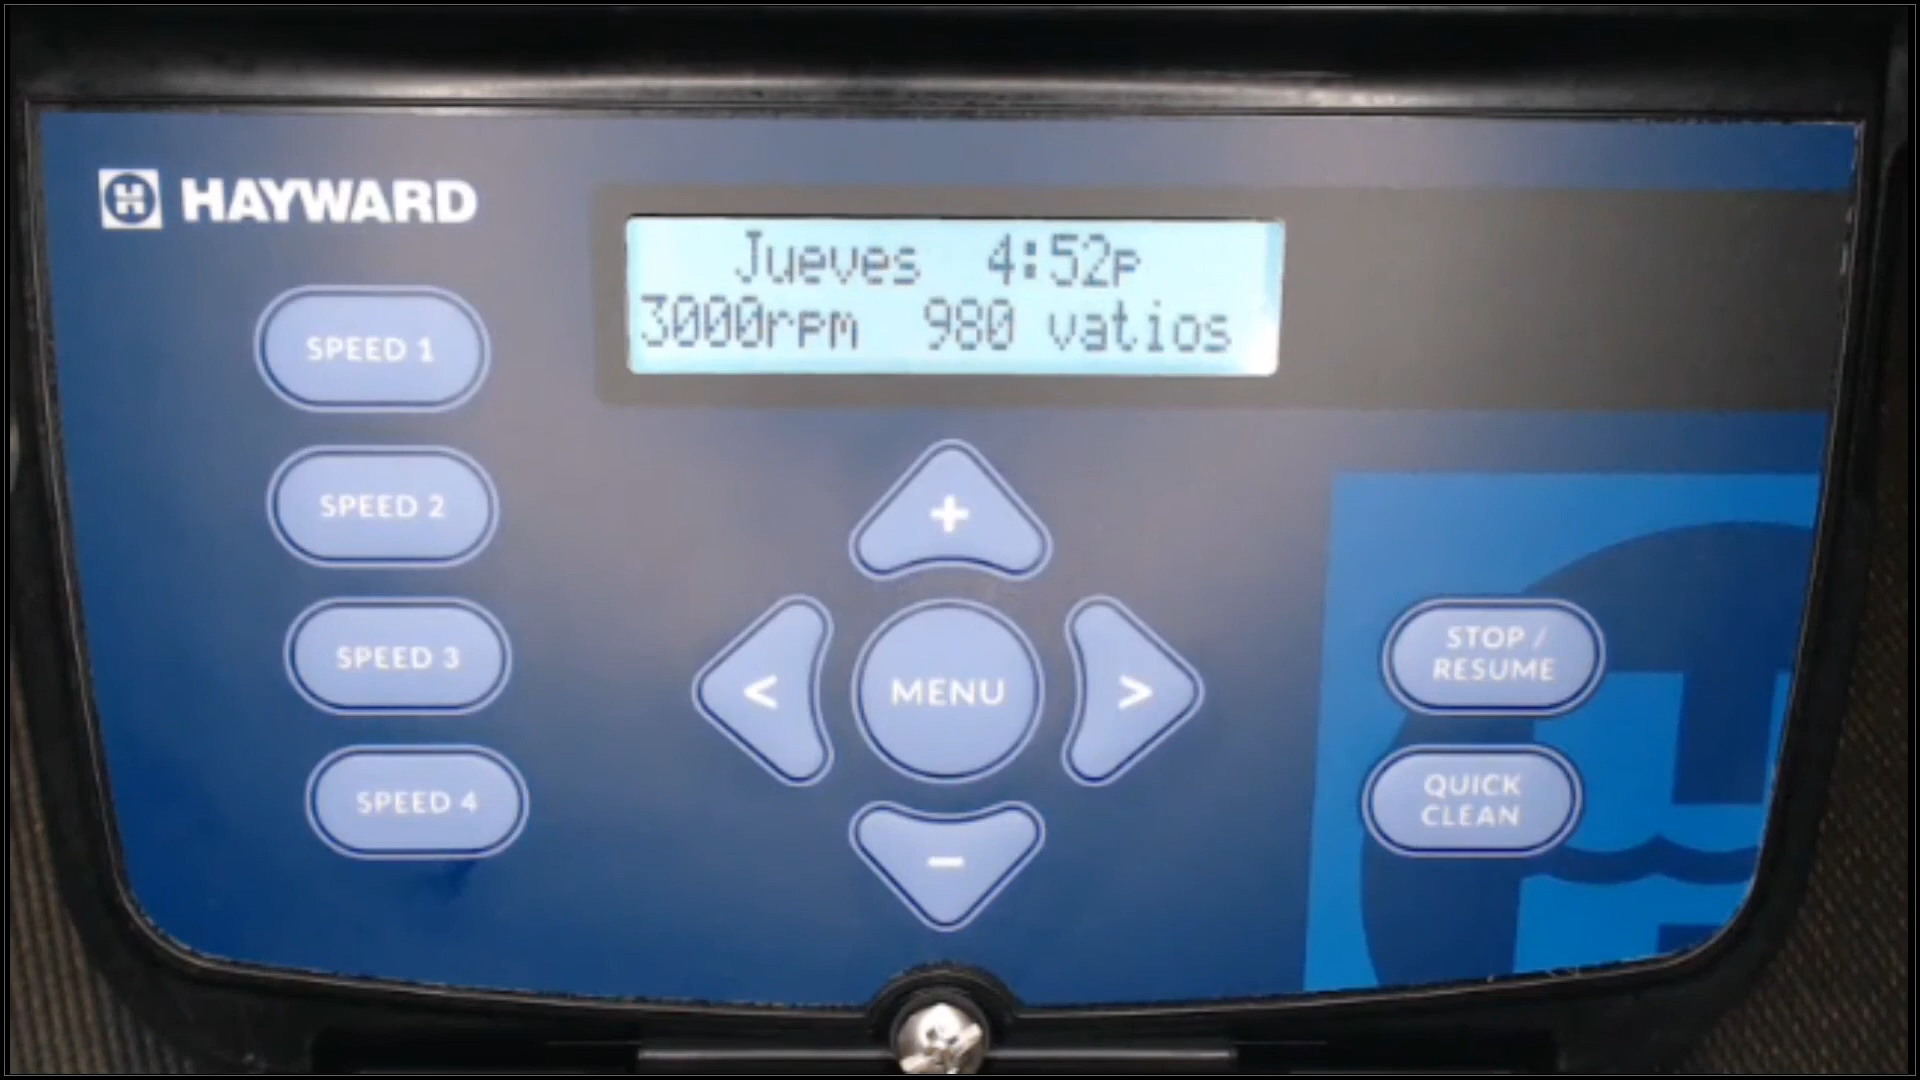 HAYWARD
Jueves 4:52p
3000rpm 980 vatios
SPEED 1
SPEED 2
SPEED 3
SPEED 4
+
<
MENU
>
−
STOP /
RESUME
QUICK
CLEAN